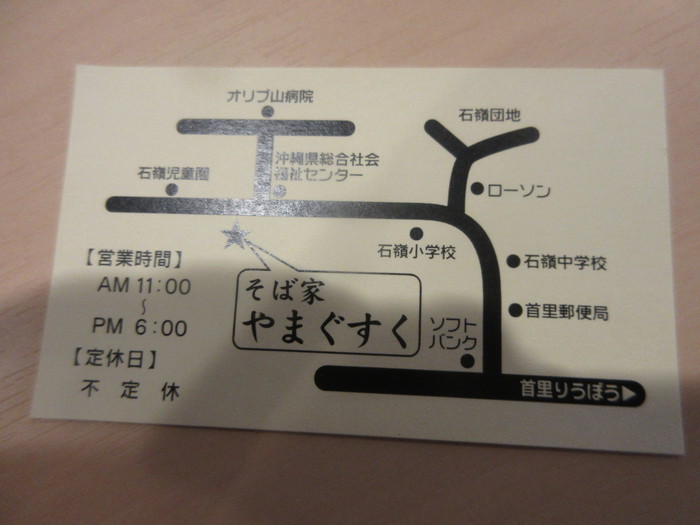 オリブ山病院
石嶺団地
沖縄県総合社会
福祉センター
石嶺児童園
ローソン
石嶺小学校
【営業時間】
AM 11:00
〜
PM 6:00
【定休日】
不 定 休
そば家
やまぐすく
石嶺中学校
首里郵便局
ソフト
バンク
首里りうぼう▶